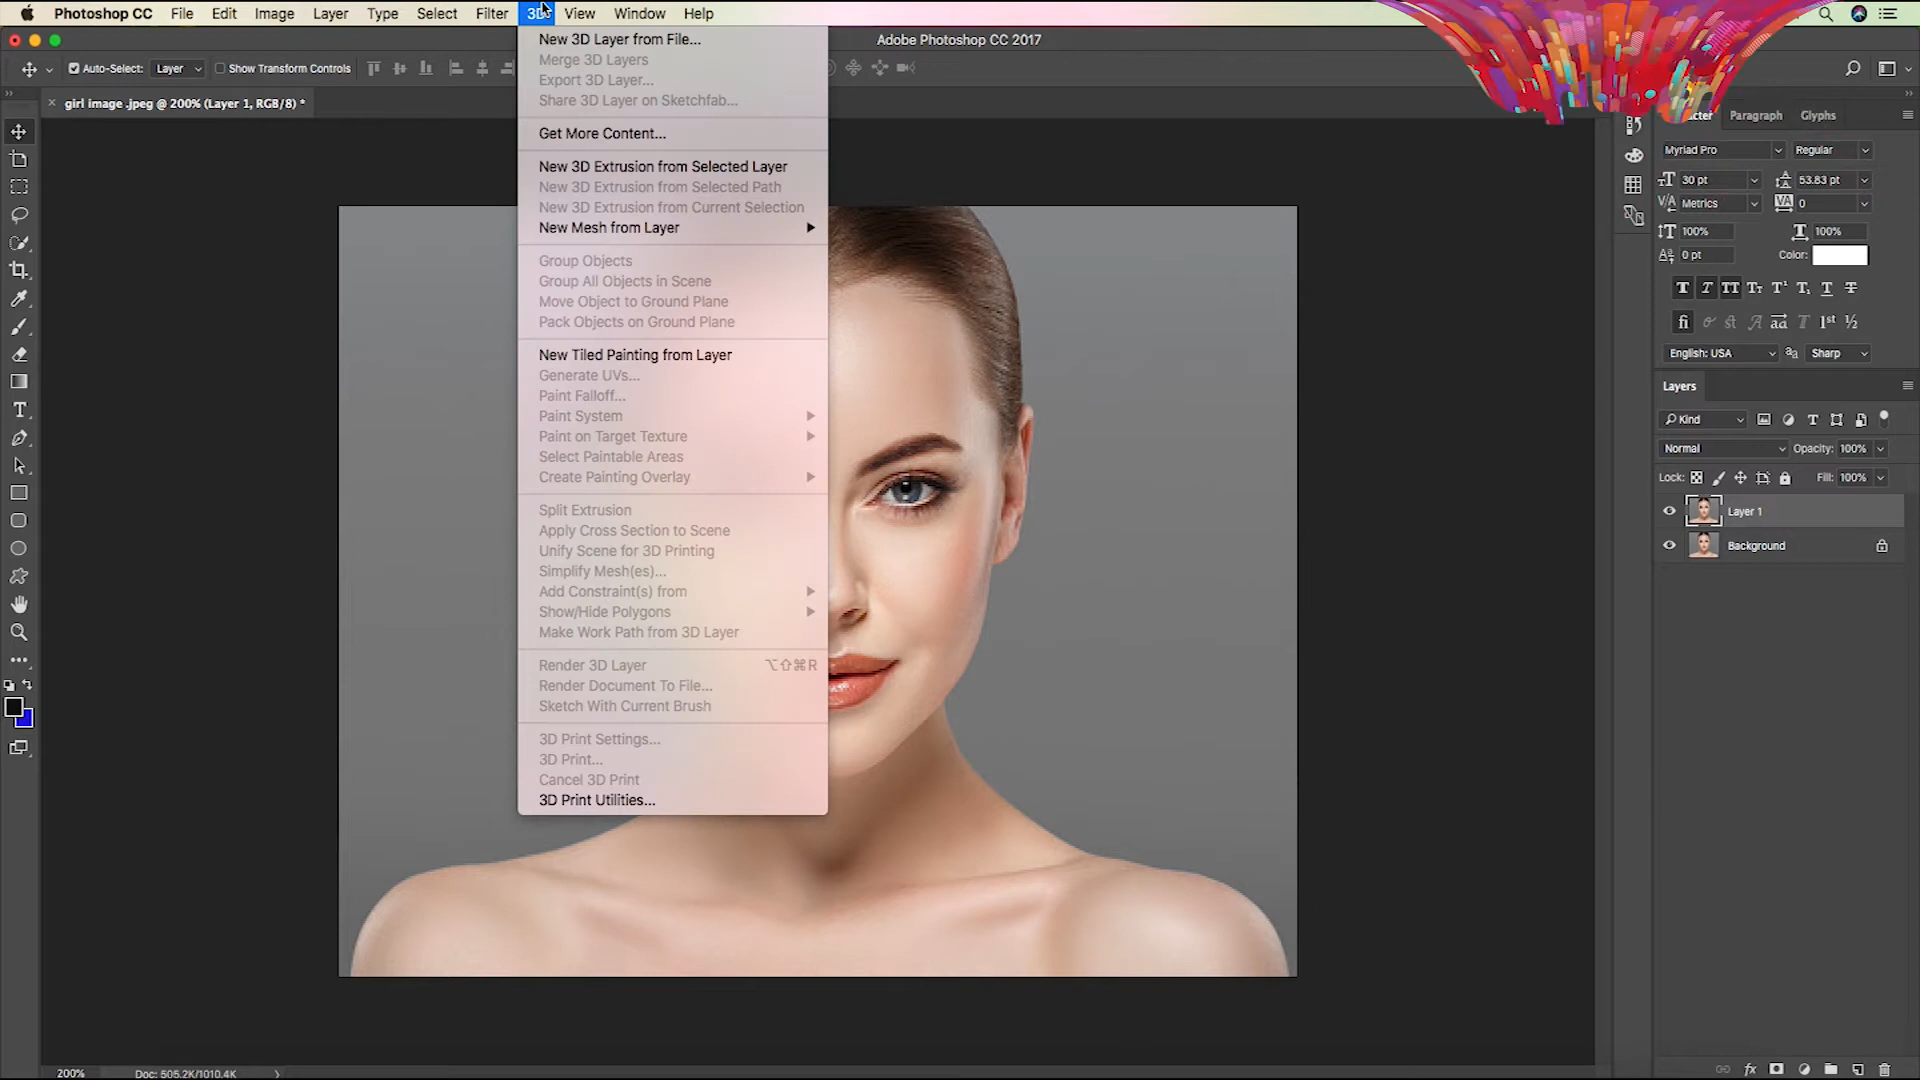 Photoshop CC File Edit Image Layer Type Select Filter 3D View Window Help
Adobe Photoshop CC 2017
Auto-Select: Layer Show Transform Controls
girl image .jpeg @ 200% (Layer 1, RGB/8) *
New 3D Layer from File...
Merge 3D Layers
Export 3D Layer...
Share 3D Layer on Sketchfab...
Get More Content...
New 3D Extrusion from Selected Layer
New 3D Extrusion from Selected Path
New 3D Extrusion from Current Selection
New Mesh from Layer
Group Objects
Group All Objects in Scene
Move Object to Ground Plane
Pack Objects on Ground Plane
New Tiled Painting from Layer
Generate UVs...
Paint Falloff...
Paint System
Paint on Target Texture
Select Paintable Areas
Create Painting Overlay
Split Extrusion
Apply Cross Section to Scene
Unify Scene for 3D Printing
Simplify Mesh(es)...
Add Constraint(s) from
Show/Hide Polygons
Make Work Path from 3D Layer
Render 3D Layer ⌥⇧⌘R
Render Document To File...
Sketch With Current Brush
3D Print Settings...
3D Print...
Cancel 3D Print
3D Print Utilities...
Paragraph Glyphs
Myriad Pro Regular
30 pt 53.83 pt
Metrics 0
100% 100%
0 pt Color:
English: USA Sharp
Layers
Kind
Normal Opacity: 100%
Lock: Fill: 100%
Layer 1
Background
200% Doc: 505.2K/1010.4K